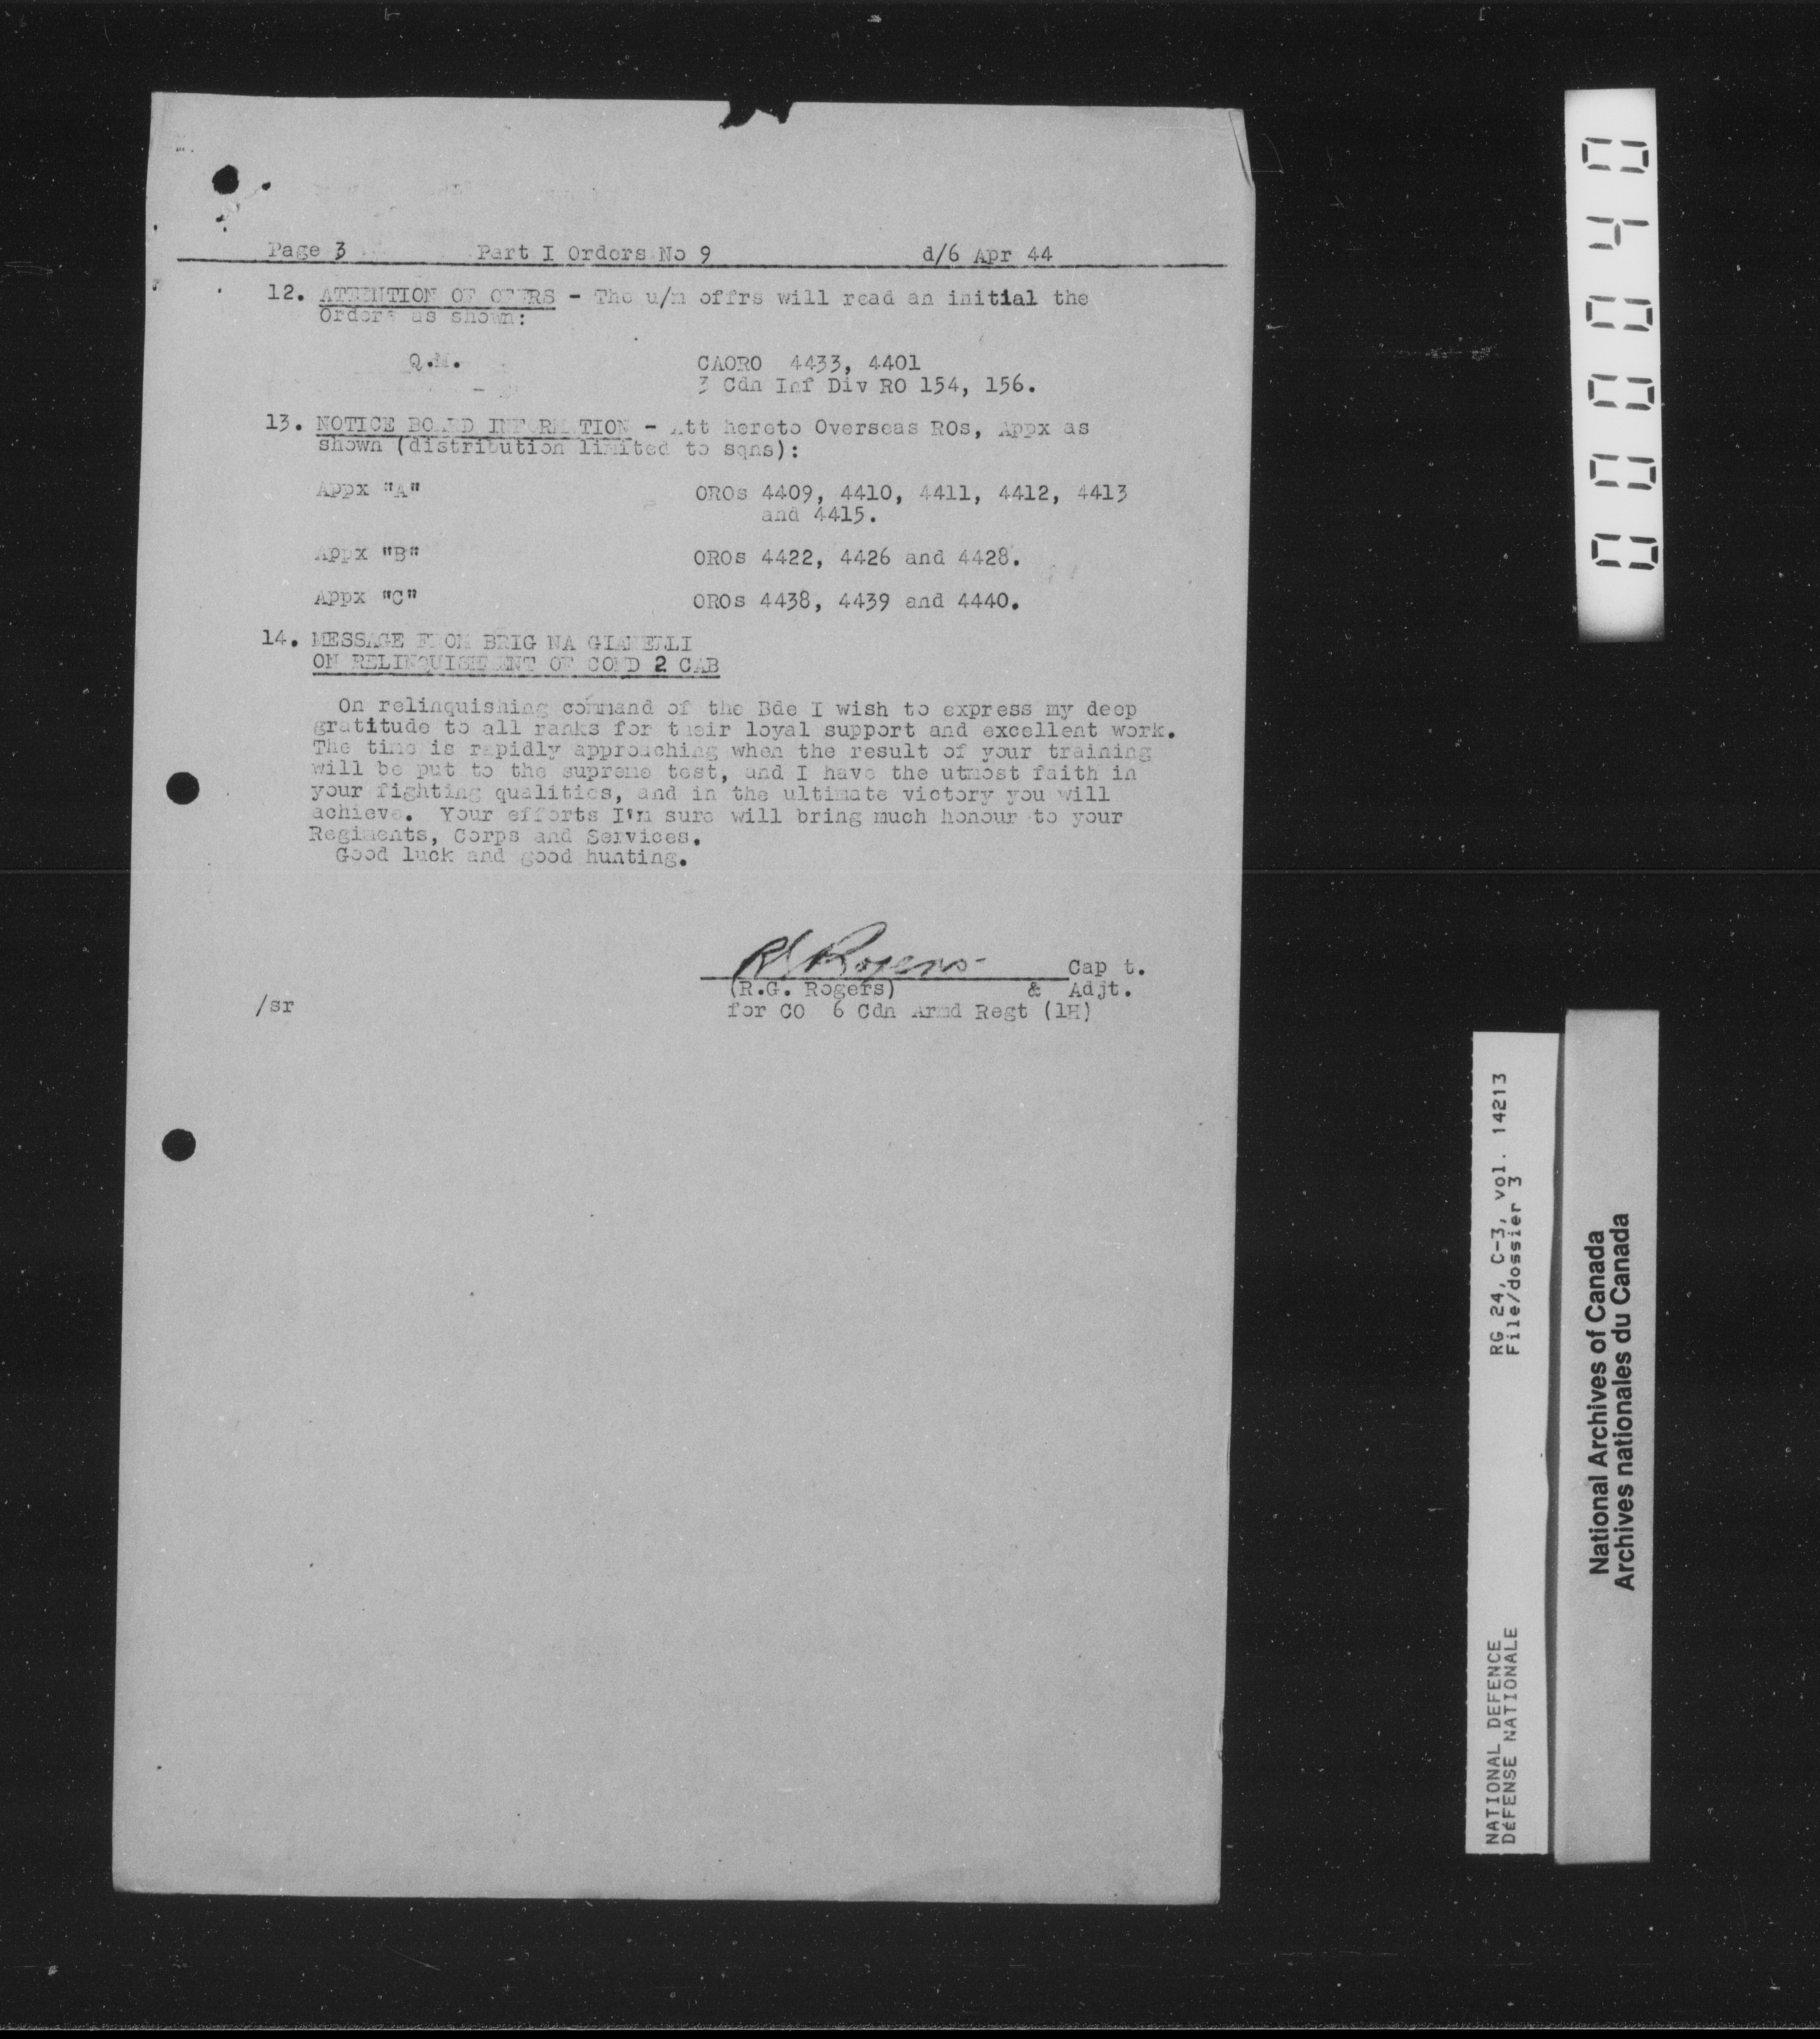 Page 3 Part I Orders No 9 d/6 Apr 44
12. ATTENTION OF OFFRS - The u/m offrs will read an initial the
Orders as shown:
Q.M. CAORO 4433, 4401
3 Cdn Inf Div RO 154, 156.
13. NOTICE BOARD INFORMATION - Att hereto Overseas ROs, Appx as
shown (distribution limited to sqns):
Appx "A" OROs 4409, 4410, 4411, 4412, 4413
and 4415.
Appx "B" OROs 4422, 4426 and 4428.
Appx "C" OROs 4438, 4439 and 4440.
14. MESSAGE FROM BRIG NA GIANELLI
ON RELINQUISHMENT OF COMD 2 CAB
On relinquishing command of the Bde I wish to express my deep
gratitude to all ranks for their loyal support and excellent work.
The time is rapidly approaching when the result of your training
will be put to the supreme test, and I have the utmost faith in
your fighting qualities, and in the ultimate victory you will
achieve. Your efforts I'm sure will bring much honour to your
Regiments, Corps and Services.
Good luck and good hunting.
RG Rogers Cap t.
(R.G. Rogers) & Adjt.
/sr for CO 6 Cdn Armd Regt (1H)
0000040
RG 24, C-3, vol. 14213
File/dossier 3
NATIONAL DEFENCE
DÉFENSE NATIONALE
National Archives of Canada
Archives nationales du Canada